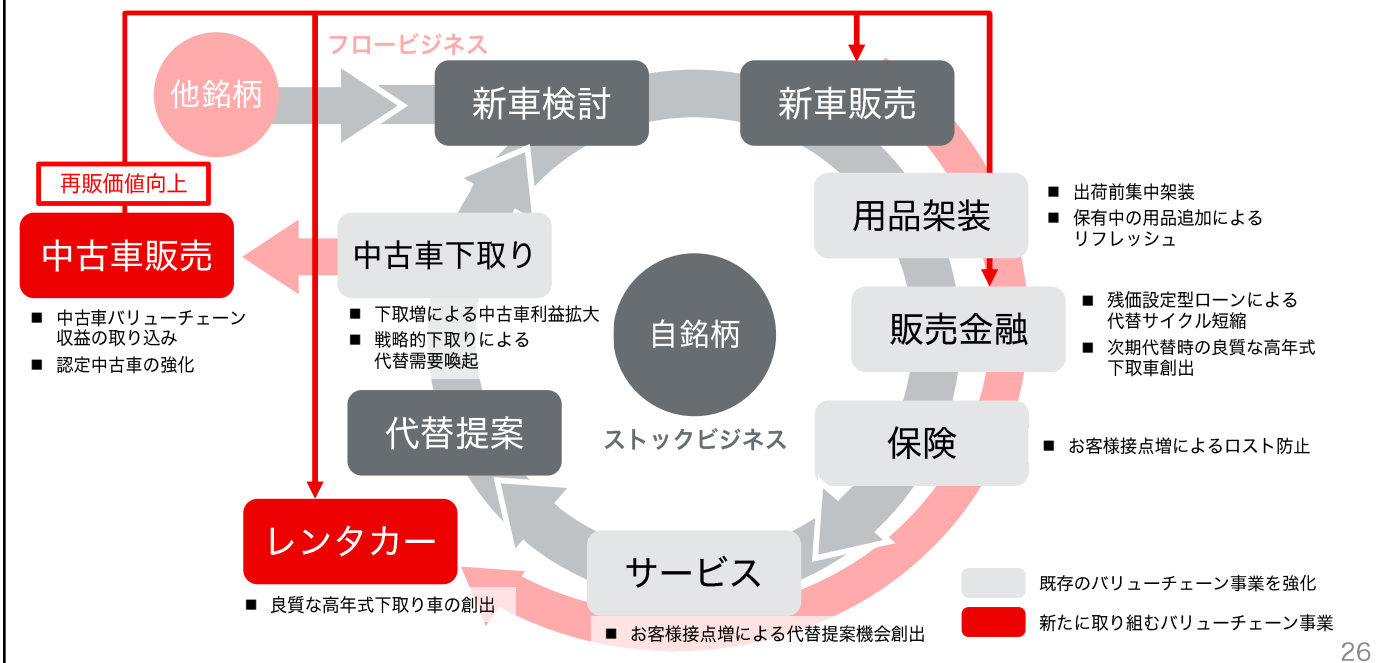 フロービジネス
他銘柄
新車検討
新車販売
再販価値向上
中古車販売
■ 中古車バリューチェーン
収益の取り込み
■ 認定中古車の強化
中古車下取り
■ 下取増による中古車利益拡大
■ 戦略的下取りによる
代替需要喚起
用品架装
■ 出荷前集中架装
■ 保有中の用品追加による
リフレッシュ
自銘柄
ストックビジネス
販売金融
■ 残価設定型ローンによる
代替サイクル短縮
■ 次期代替時の良質な高年式
下取車創出
代替提案
保険
■ お客様接点増によるロスト防止
レンタカー
■ 良質な高年式下取り車の創出
サービス
■ お客様接点増による代替提案機会創出
既存のバリューチェーン事業を強化
新たに取り組むバリューチェーン事業
26